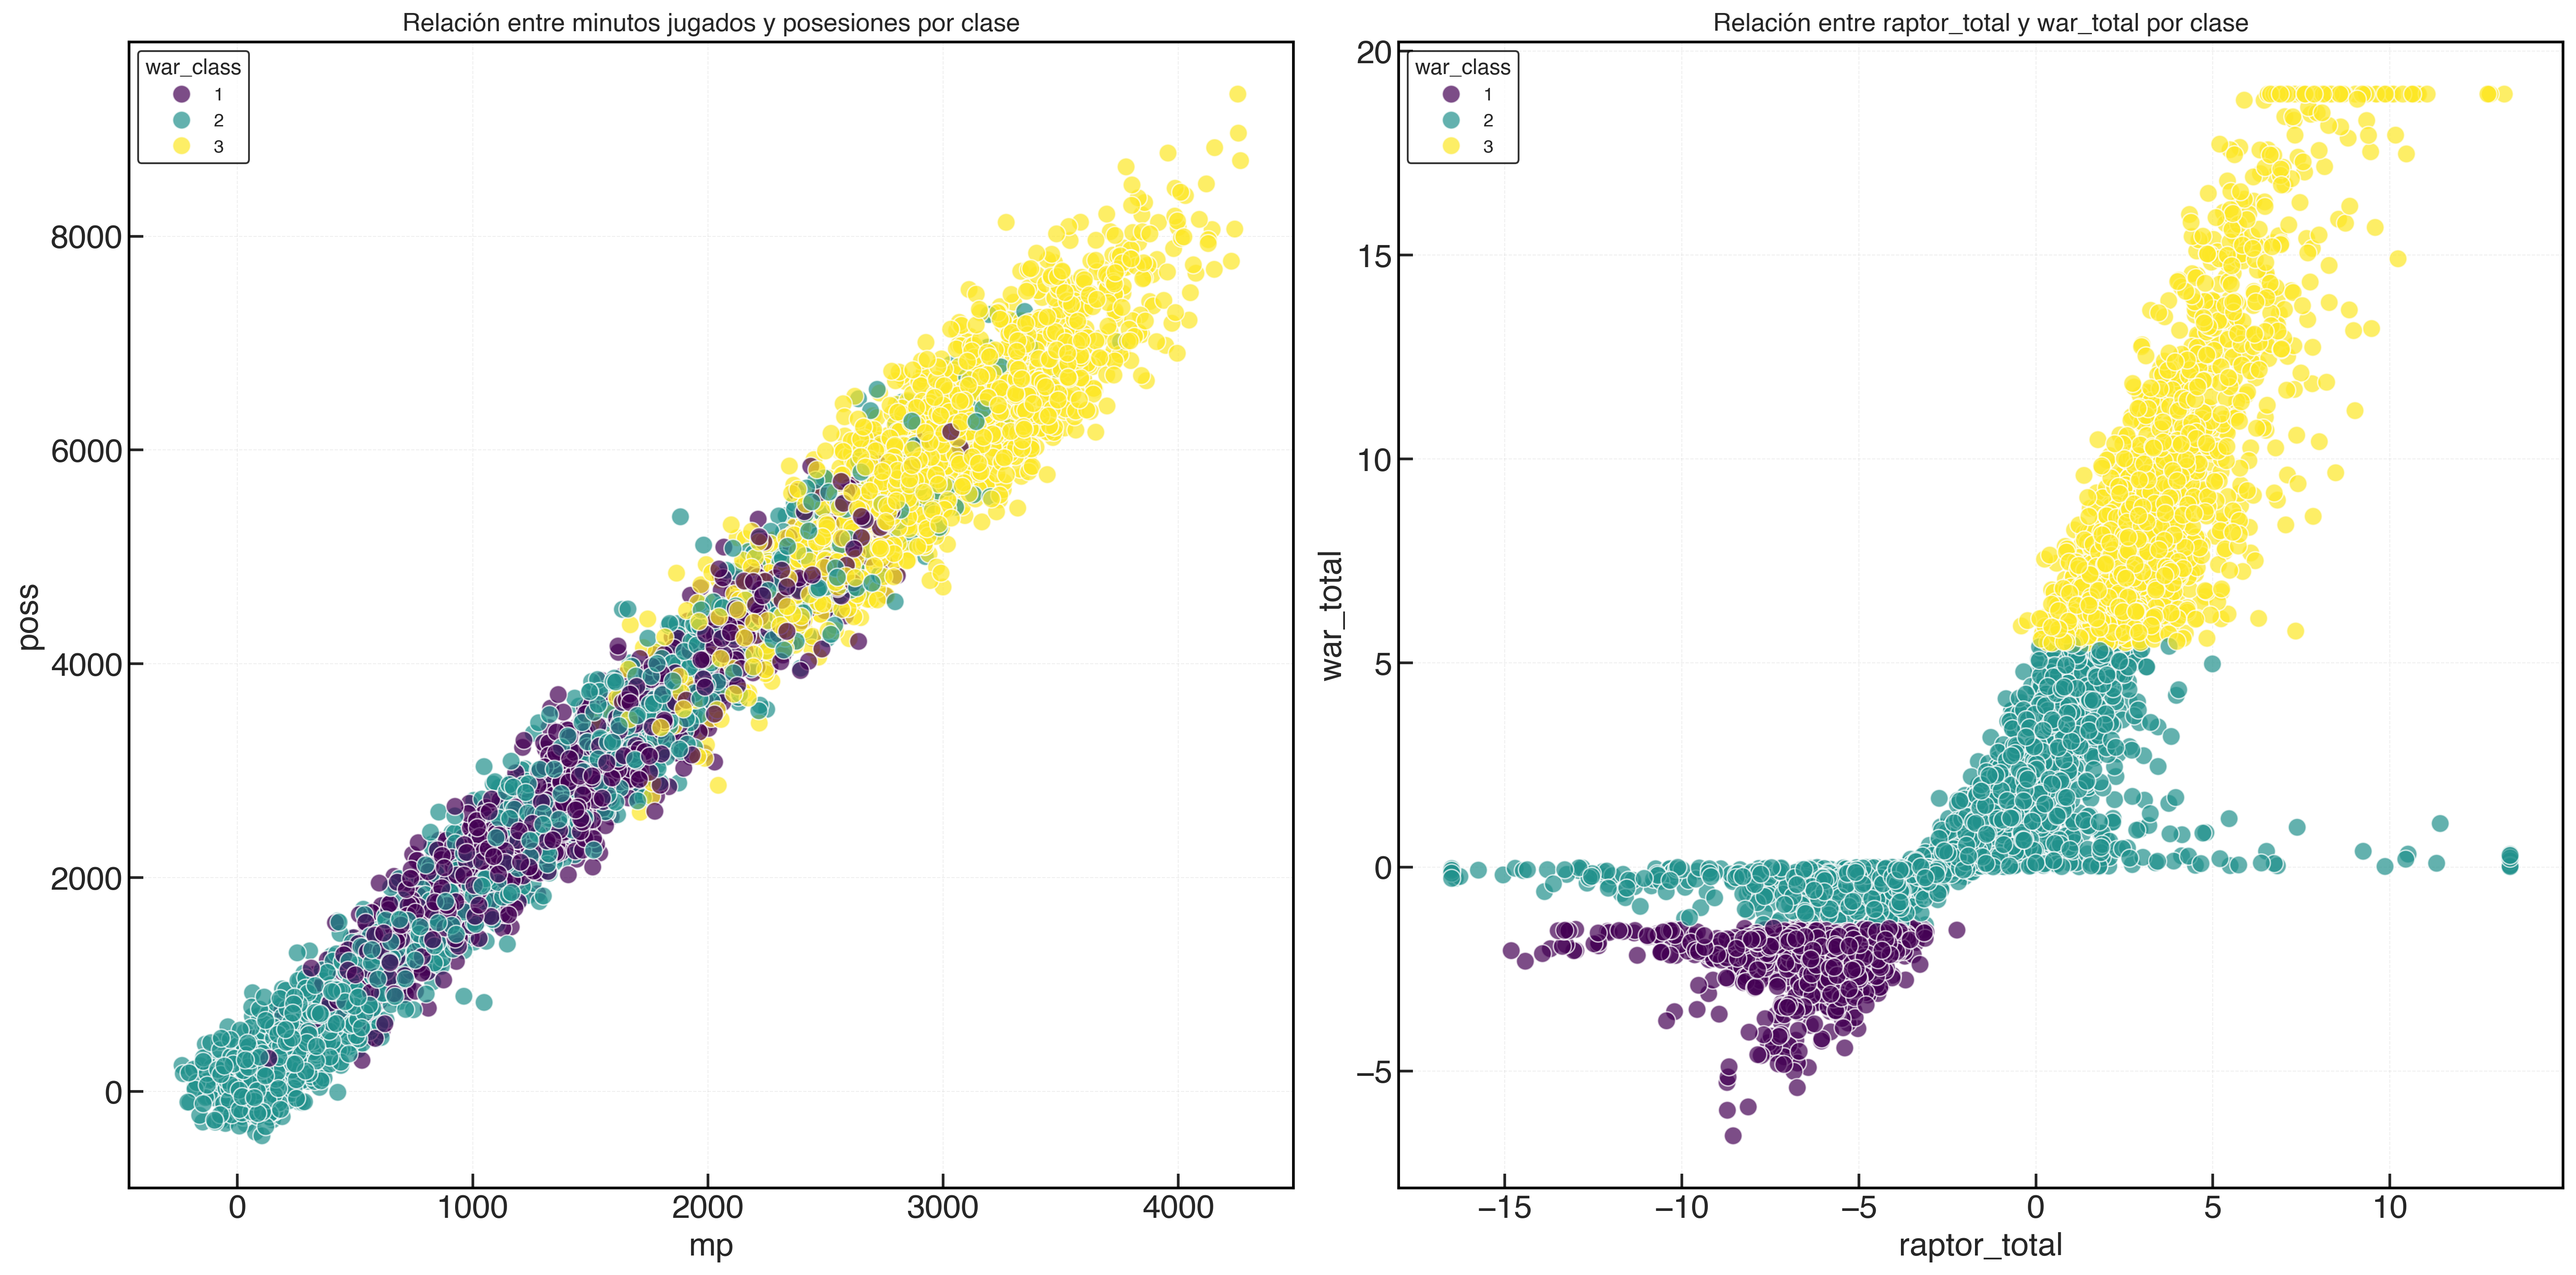 Relación entre minutos jugados y posesiones por clase
war_class
1
2
3
8000
6000
4000
2000
0
poss
0 1000 2000 3000 4000
mp
Relación entre raptor_total y war_total por clase
war_class
1
2
3
20
15
10
5
0
−5
war_total
−15 −10 −5 0 5 10
raptor_total